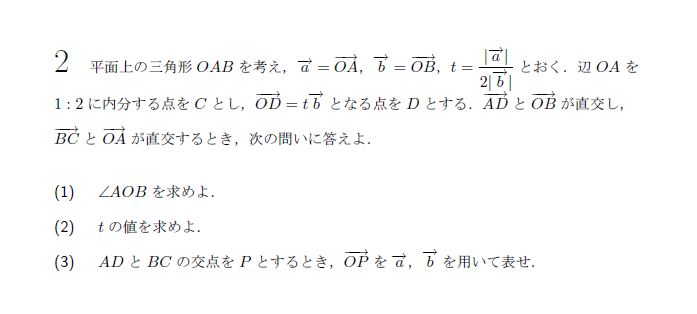 2 平面上の三角形 OAB を考え, $\overrightarrow{a} = \overrightarrow{OA}$, $\overrightarrow{b} = \overrightarrow{OB}$, $t = \dfrac{|\overrightarrow{a}|}{2|\overrightarrow{b}|}$ とおく. 辺 OA を
1 : 2 に内分する点を C とし, $\overrightarrow{OD} = t\overrightarrow{b}$ となる点を D とする. $\overrightarrow{AD}$ と $\overrightarrow{OB}$ が直交し,
$\overrightarrow{BC}$ と $\overrightarrow{OA}$ が直交するとき, 次の問いに答えよ.
(1) ∠AOB を求めよ.
(2) t の値を求めよ.
(3) AD と BC の交点を P とするとき, $\overrightarrow{OP}$ を $\overrightarrow{a}$, $\overrightarrow{b}$ を用いて表せ.